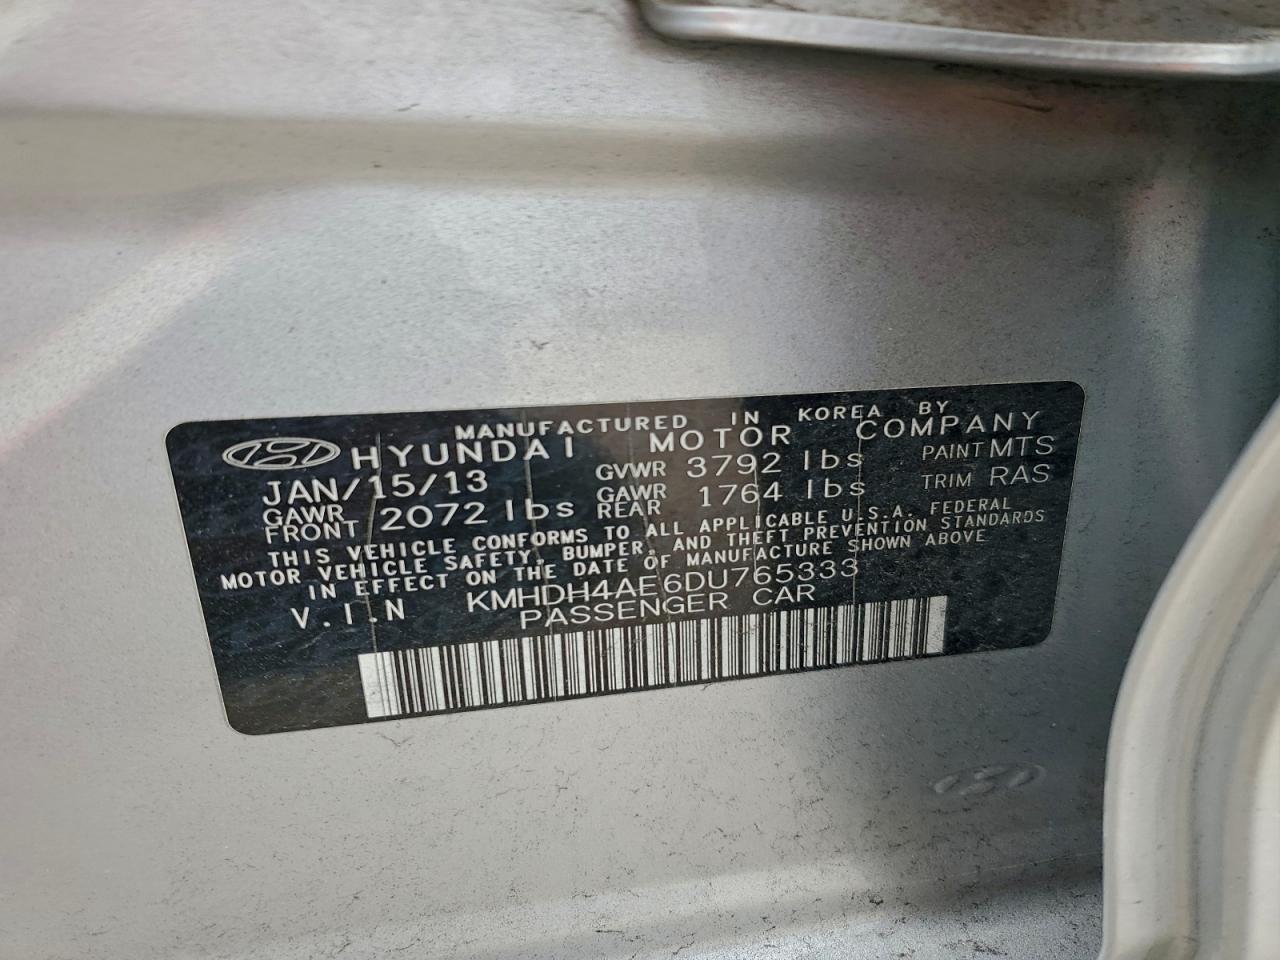 MANUFACTURED IN KOREA BY
HYUNDAI MOTOR COMPANY
JAN/15/13 GVWR 3792 lbs PAINT MTS
GAWR FRONT 2072 lbs GAWR REAR 1764 lbs TRIM RAS
THIS VEHICLE CONFORMS TO ALL APPLICABLE U.S.A. FEDERAL
MOTOR VEHICLE SAFETY, BUMPER, AND THEFT PREVENTION STANDARDS
IN EFFECT ON THE DATE OF MANUFACTURE SHOWN ABOVE
V.I.N KMHDH4AE6DU765333
PASSENGER CAR